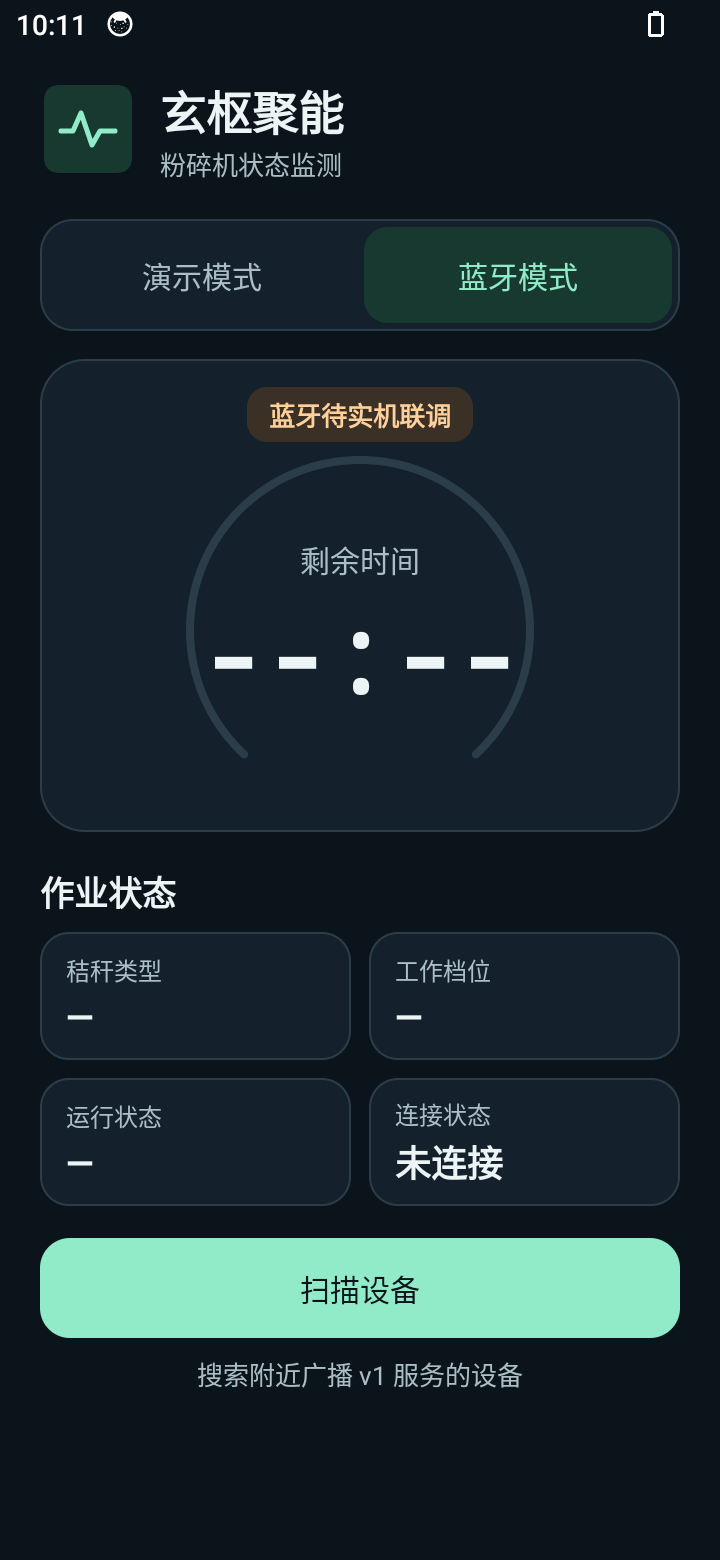 10:11
玄枢聚能
粉碎机状态监测
演示模式
蓝牙模式
蓝牙待实机联调
剩余时间
--:--
作业状态
秸秆类型
—
工作档位
—
运行状态
—
连接状态
未连接
扫描设备
搜索附近广播 v1 服务的设备